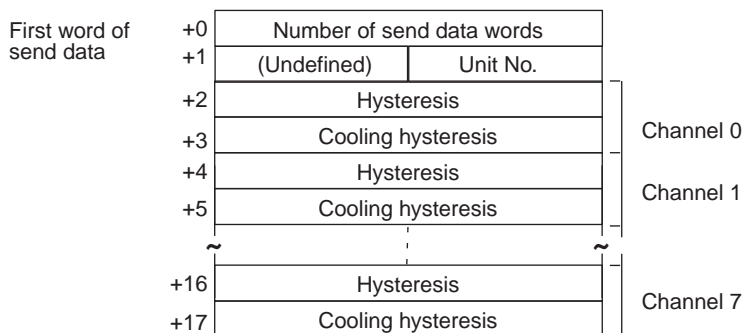 First word of
send data
+0 Number of send data words
+1 (Undefined) Unit No.
+2 Hysteresis
+3 Cooling hysteresis
Channel 0
+4 Hysteresis
+5 Cooling hysteresis
Channel 1
+16 Hysteresis
+17 Cooling hysteresis
Channel 7